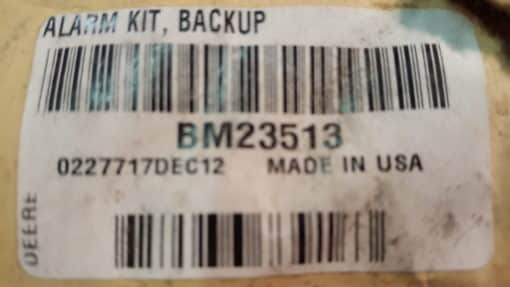 ALARM KIT, BACKUP
BM23513
0227717DEC12 MADE IN USA
DEERE